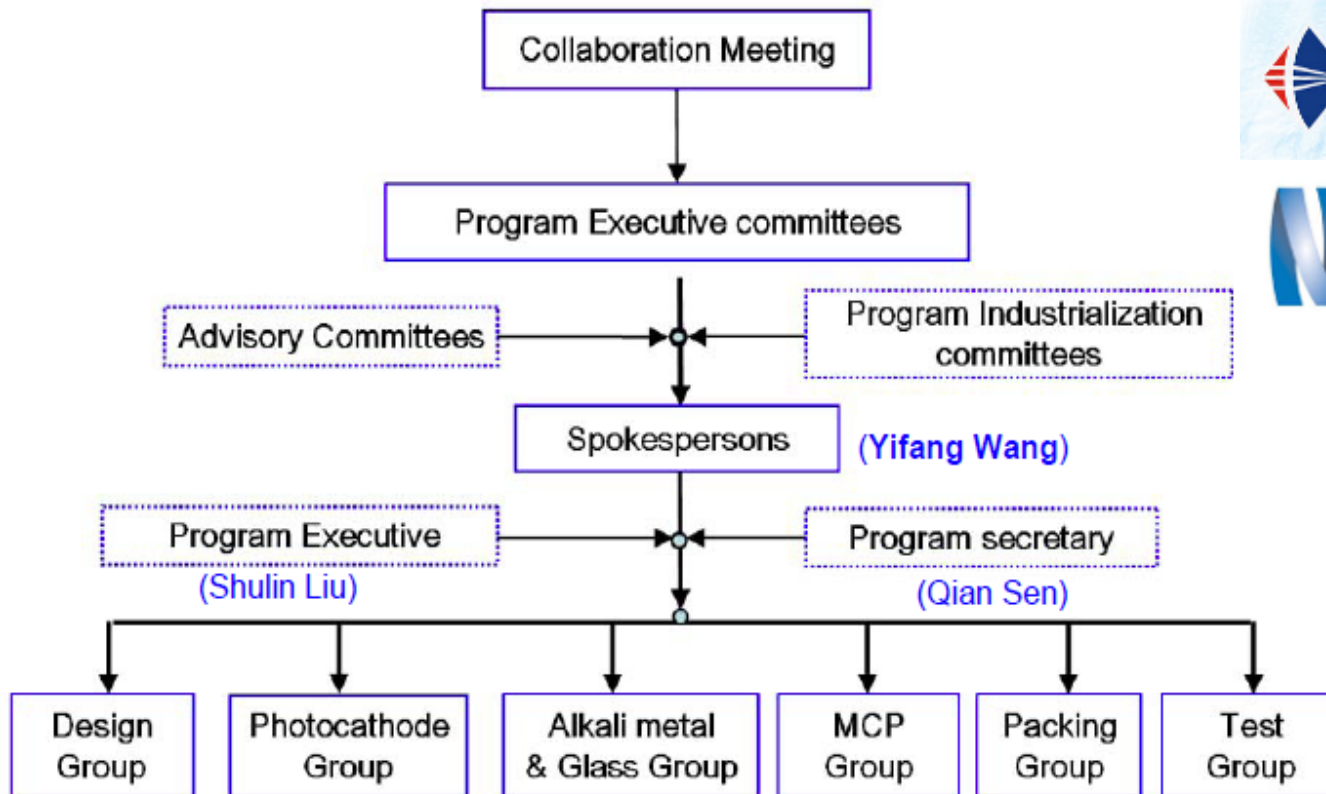 Collaboration Meeting
Program Executive committees
Advisory Committees
Program Industrialization
committees
Spokespersons
(Yifang Wang)
Program Executive
(Shulin Liu)
Program secretary
(Qian Sen)
Design
Group
Photocathode
Group
Alkali metal
& Glass Group
MCP
Group
Packing
Group
Test
Group